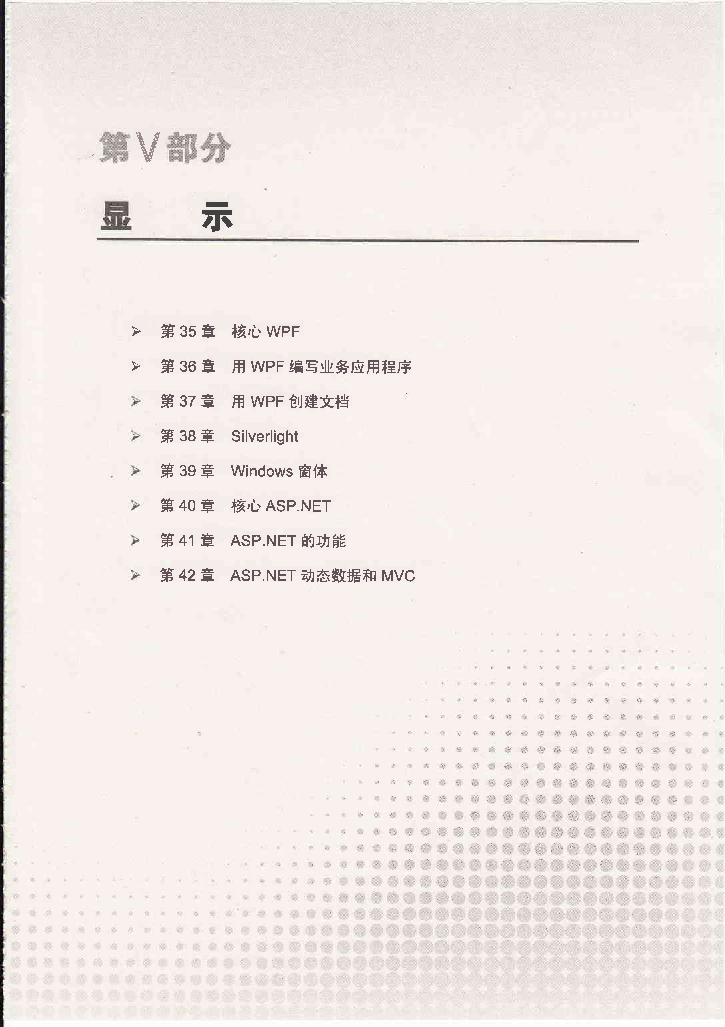 第V部分
显 示
➢ 第 35 章 核心 WPF
➢ 第 36 章 用 WPF 编写业务应用程序
➢ 第 37 章 用 WPF 创建文档
➢ 第 38 章 Silverlight
➢ 第 39 章 Windows 窗体
➢ 第 40 章 核心 ASP.NET
➢ 第 41 章 ASP.NET 的功能
➢ 第 42 章 ASP.NET 动态数据和 MVC